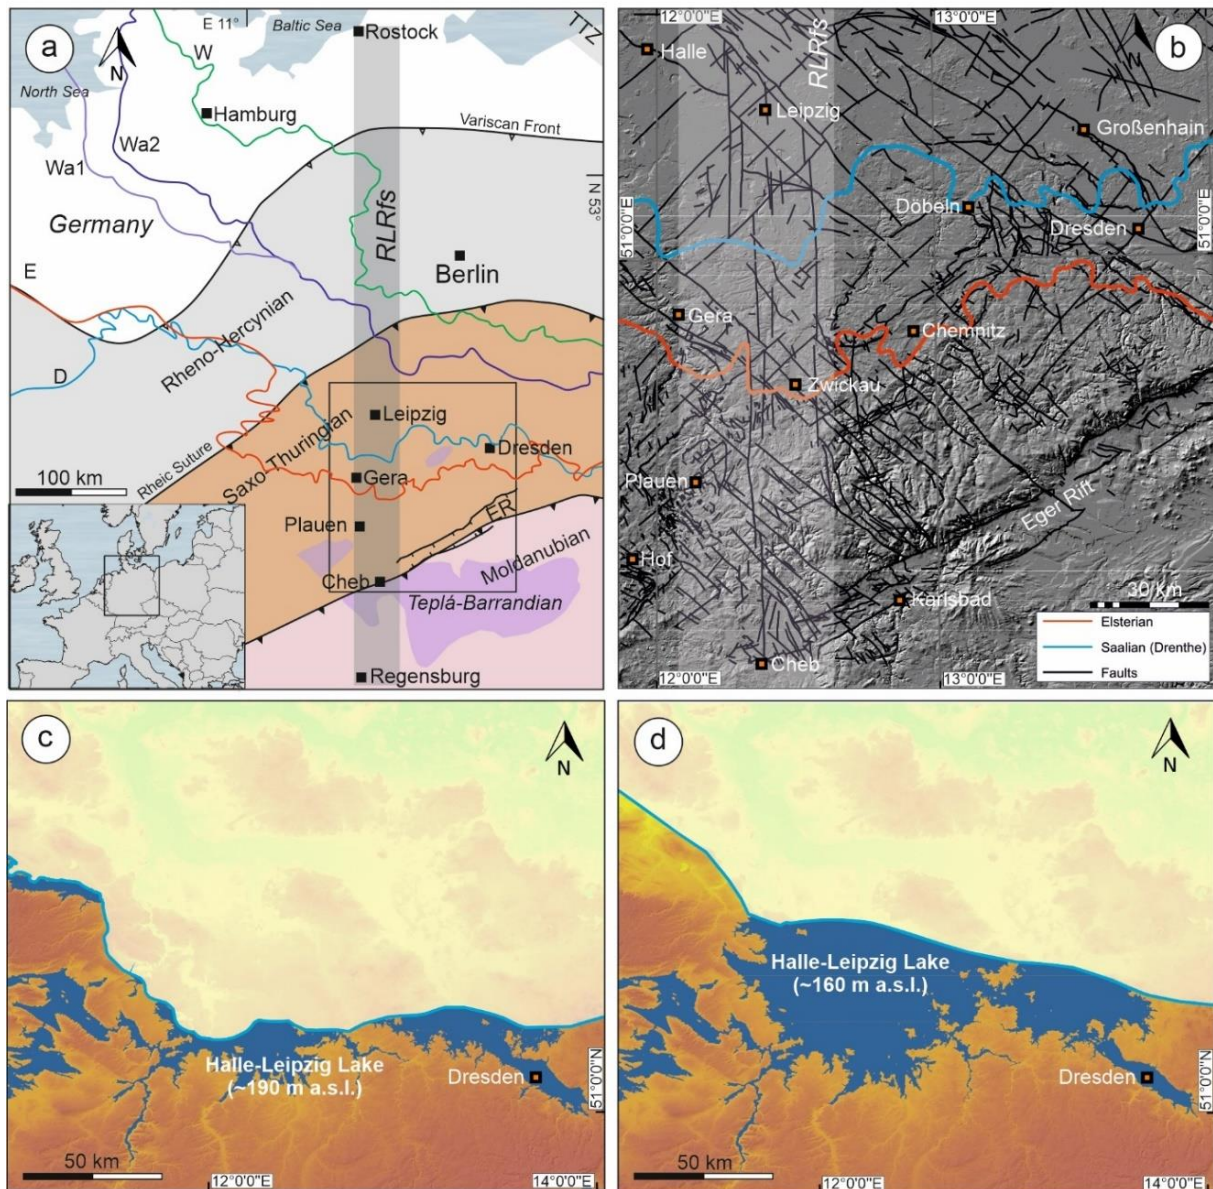 a
E 11°
Baltic Sea
Rostock
TTZ
N
W
North Sea
Hamburg
Variscan Front
Wa2
Wa1
N 53°
RLRfs
Germany
Berlin
E
Rheno-Hercynian
D
Leipzig
Saxo-Thuringian
Dresden
Rheic Suture
Gera
100 km
ER
Plauen
Moldanubian
Cheb
Teplá-Barrandian
Regensburg
b
12°0'0"E
13°0'0"E
N
RLRfs
Halle
Leipzig
Großenhain
51°0'0"E
Döbeln
Dresden
51°0'0"E
Gera
Chemnitz
Zwickau
Plauen
Eger Rift
Hof
30 km
Karlsbad
Elsterian
Saalian (Drenthe)
Faults
Cheb
12°0'0"E
13°0'0"E
c
N
Halle-Leipzig Lake
(~190 m a.s.l.)
Dresden
51°0'0"N
50 km
12°0'0"E
14°0'0"E
d
N
Halle-Leipzig Lake
(~160 m a.s.l.)
Dresden
51°0'0"N
50 km
12°0'0"E
14°0'0"E